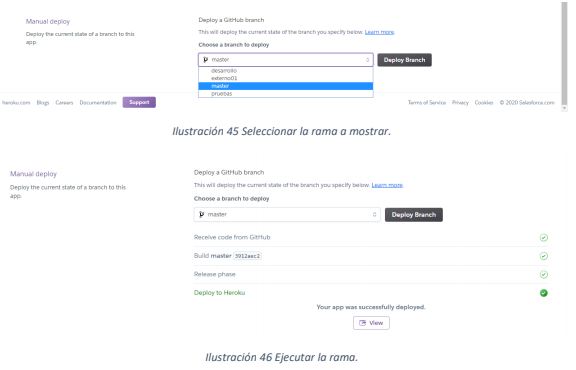 Manual deploy
Deploy the current state of a branch to this
app.
Deploy a GitHub branch
This will deploy the current state of the branch you specify below. Learn more.
Choose a branch to deploy
master
Deploy Branch
desarrollo
externo01
master
pruebas
heroku.com Blogs Careers Documentation Support
Terms of Service Privacy Cookies © 2020 Salesforce.com
Ilustración 45 Seleccionar la rama a mostrar.
Manual deploy
Deploy the current state of a branch to this
app.
Deploy a GitHub branch
This will deploy the current state of the branch you specify below. Learn more.
Choose a branch to deploy
master
Deploy Branch
Receive code from GitHub
Build master 3912aec2
Release phase
Deploy to Heroku
Your app was successfully deployed.
View
Ilustración 46 Ejecutar la rama.